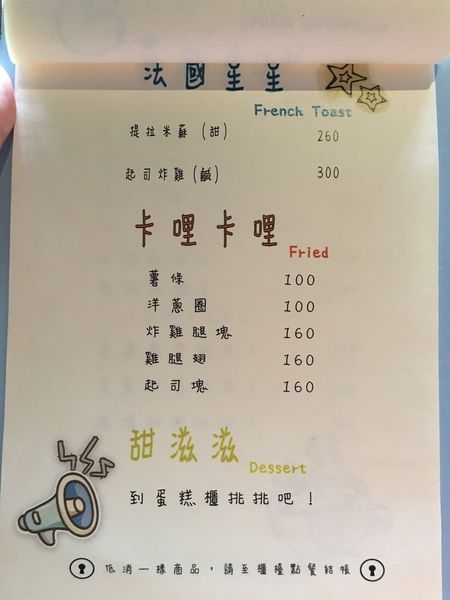 法國星星
French Toast
提拉米蘇(甜) 260
起司炸雞(鹹) 300
卡哩卡哩
Fried
薯條 100
洋蔥圈 100
炸雞腿塊 160
雞腿翅 160
起司塊 160
甜滋滋
Dessert
到蛋糕櫃挑挑吧！
低消一樣商品，請至櫃檯點餐結帳